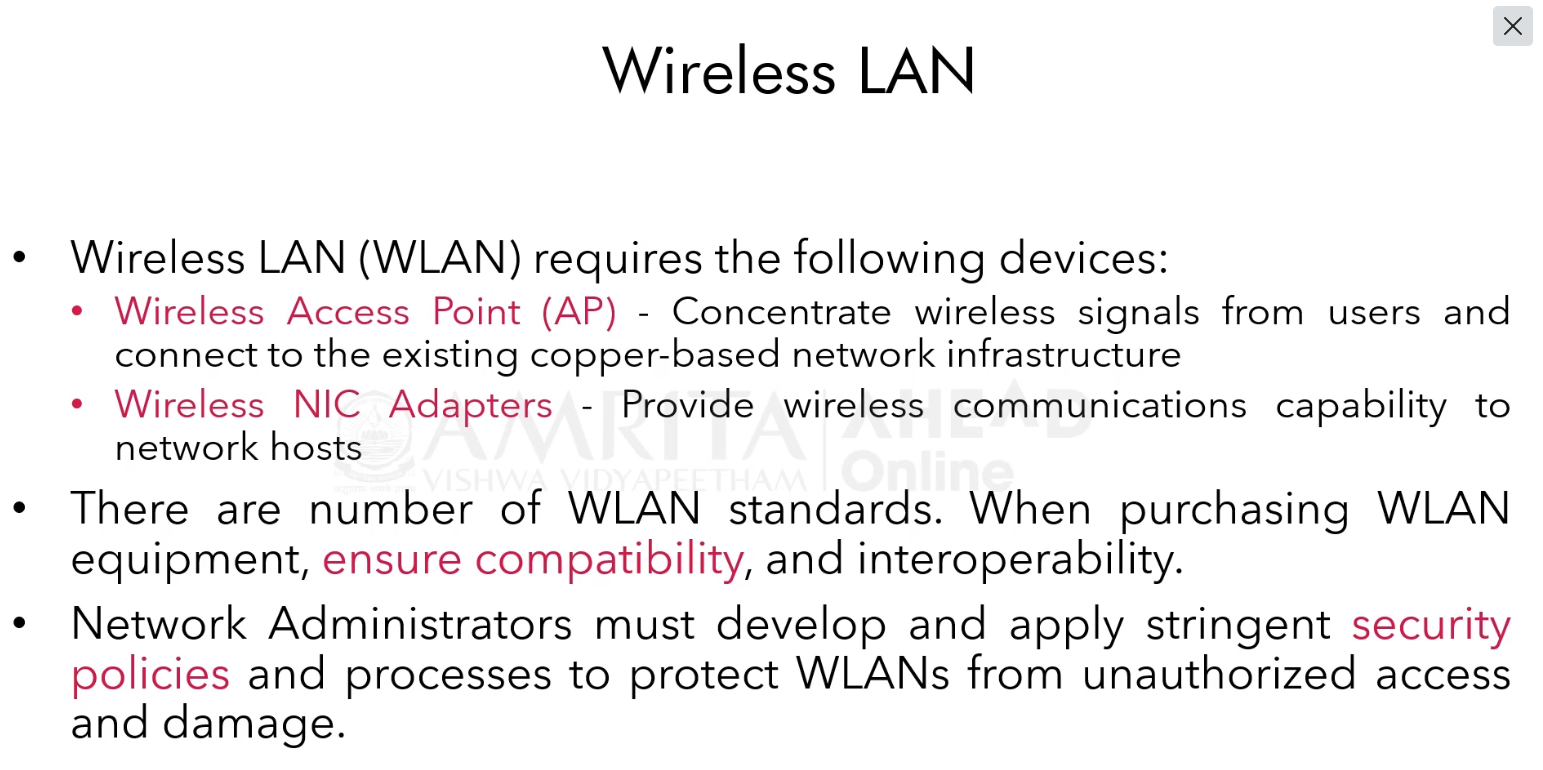 Wireless LAN
• Wireless LAN (WLAN) requires the following devices:
• Wireless Access Point (AP) - Concentrate wireless signals from users and
connect to the existing copper-based network infrastructure
• Wireless NIC Adapters - Provide wireless communications capability to
network hosts
AMRITA
VISHWA VIDYAPEETHAM
AHEAD
Online
• There are number of WLAN standards. When purchasing WLAN
equipment, ensure compatibility, and interoperability.
• Network Administrators must develop and apply stringent security
policies and processes to protect WLANs from unauthorized access
and damage.